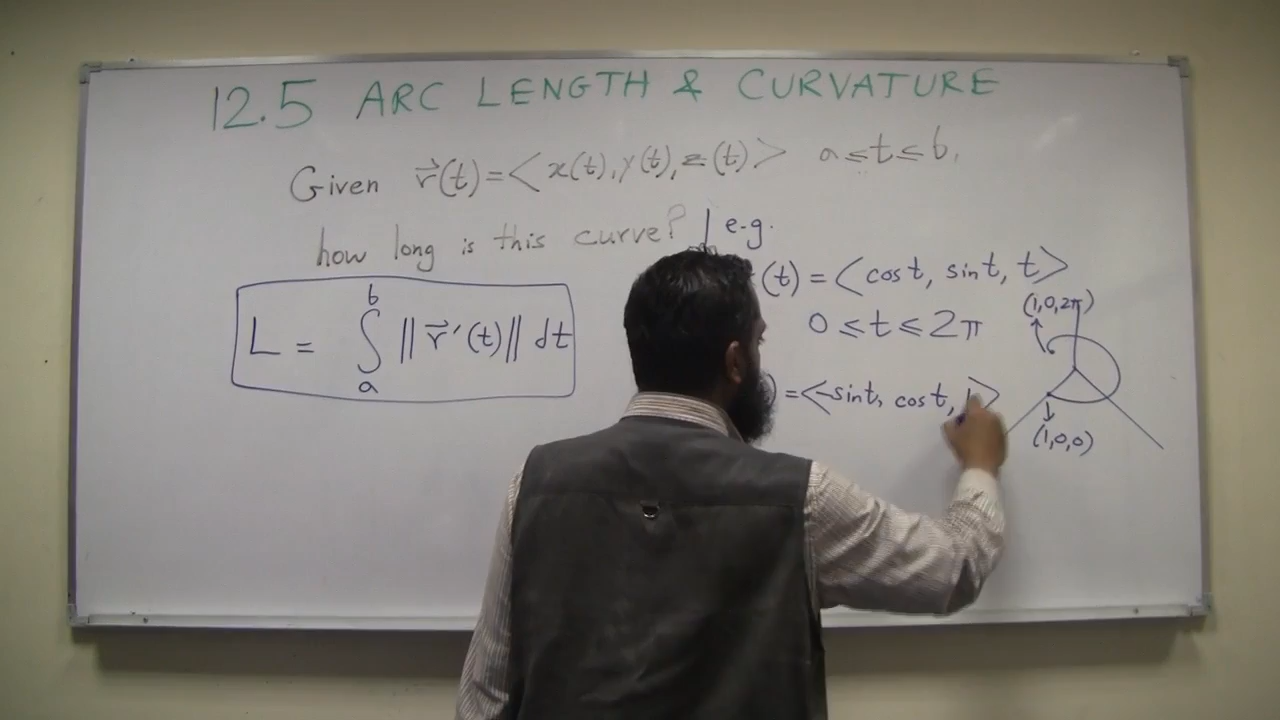 12.5 ARC LENGTH & CURVATURE
Given r⃗(t) = < x(t), y(t), z(t) > a ≤ t ≤ b,
how long is this curve?
L = ∫ₐᵇ ‖ r⃗ ′(t) ‖ dt
e.g.
(t) = < cos t, sin t, t >
0 ≤ t ≤ 2π
) = < -sin t, cos t, 1 >
(1,0,2π)
(1,0,0)